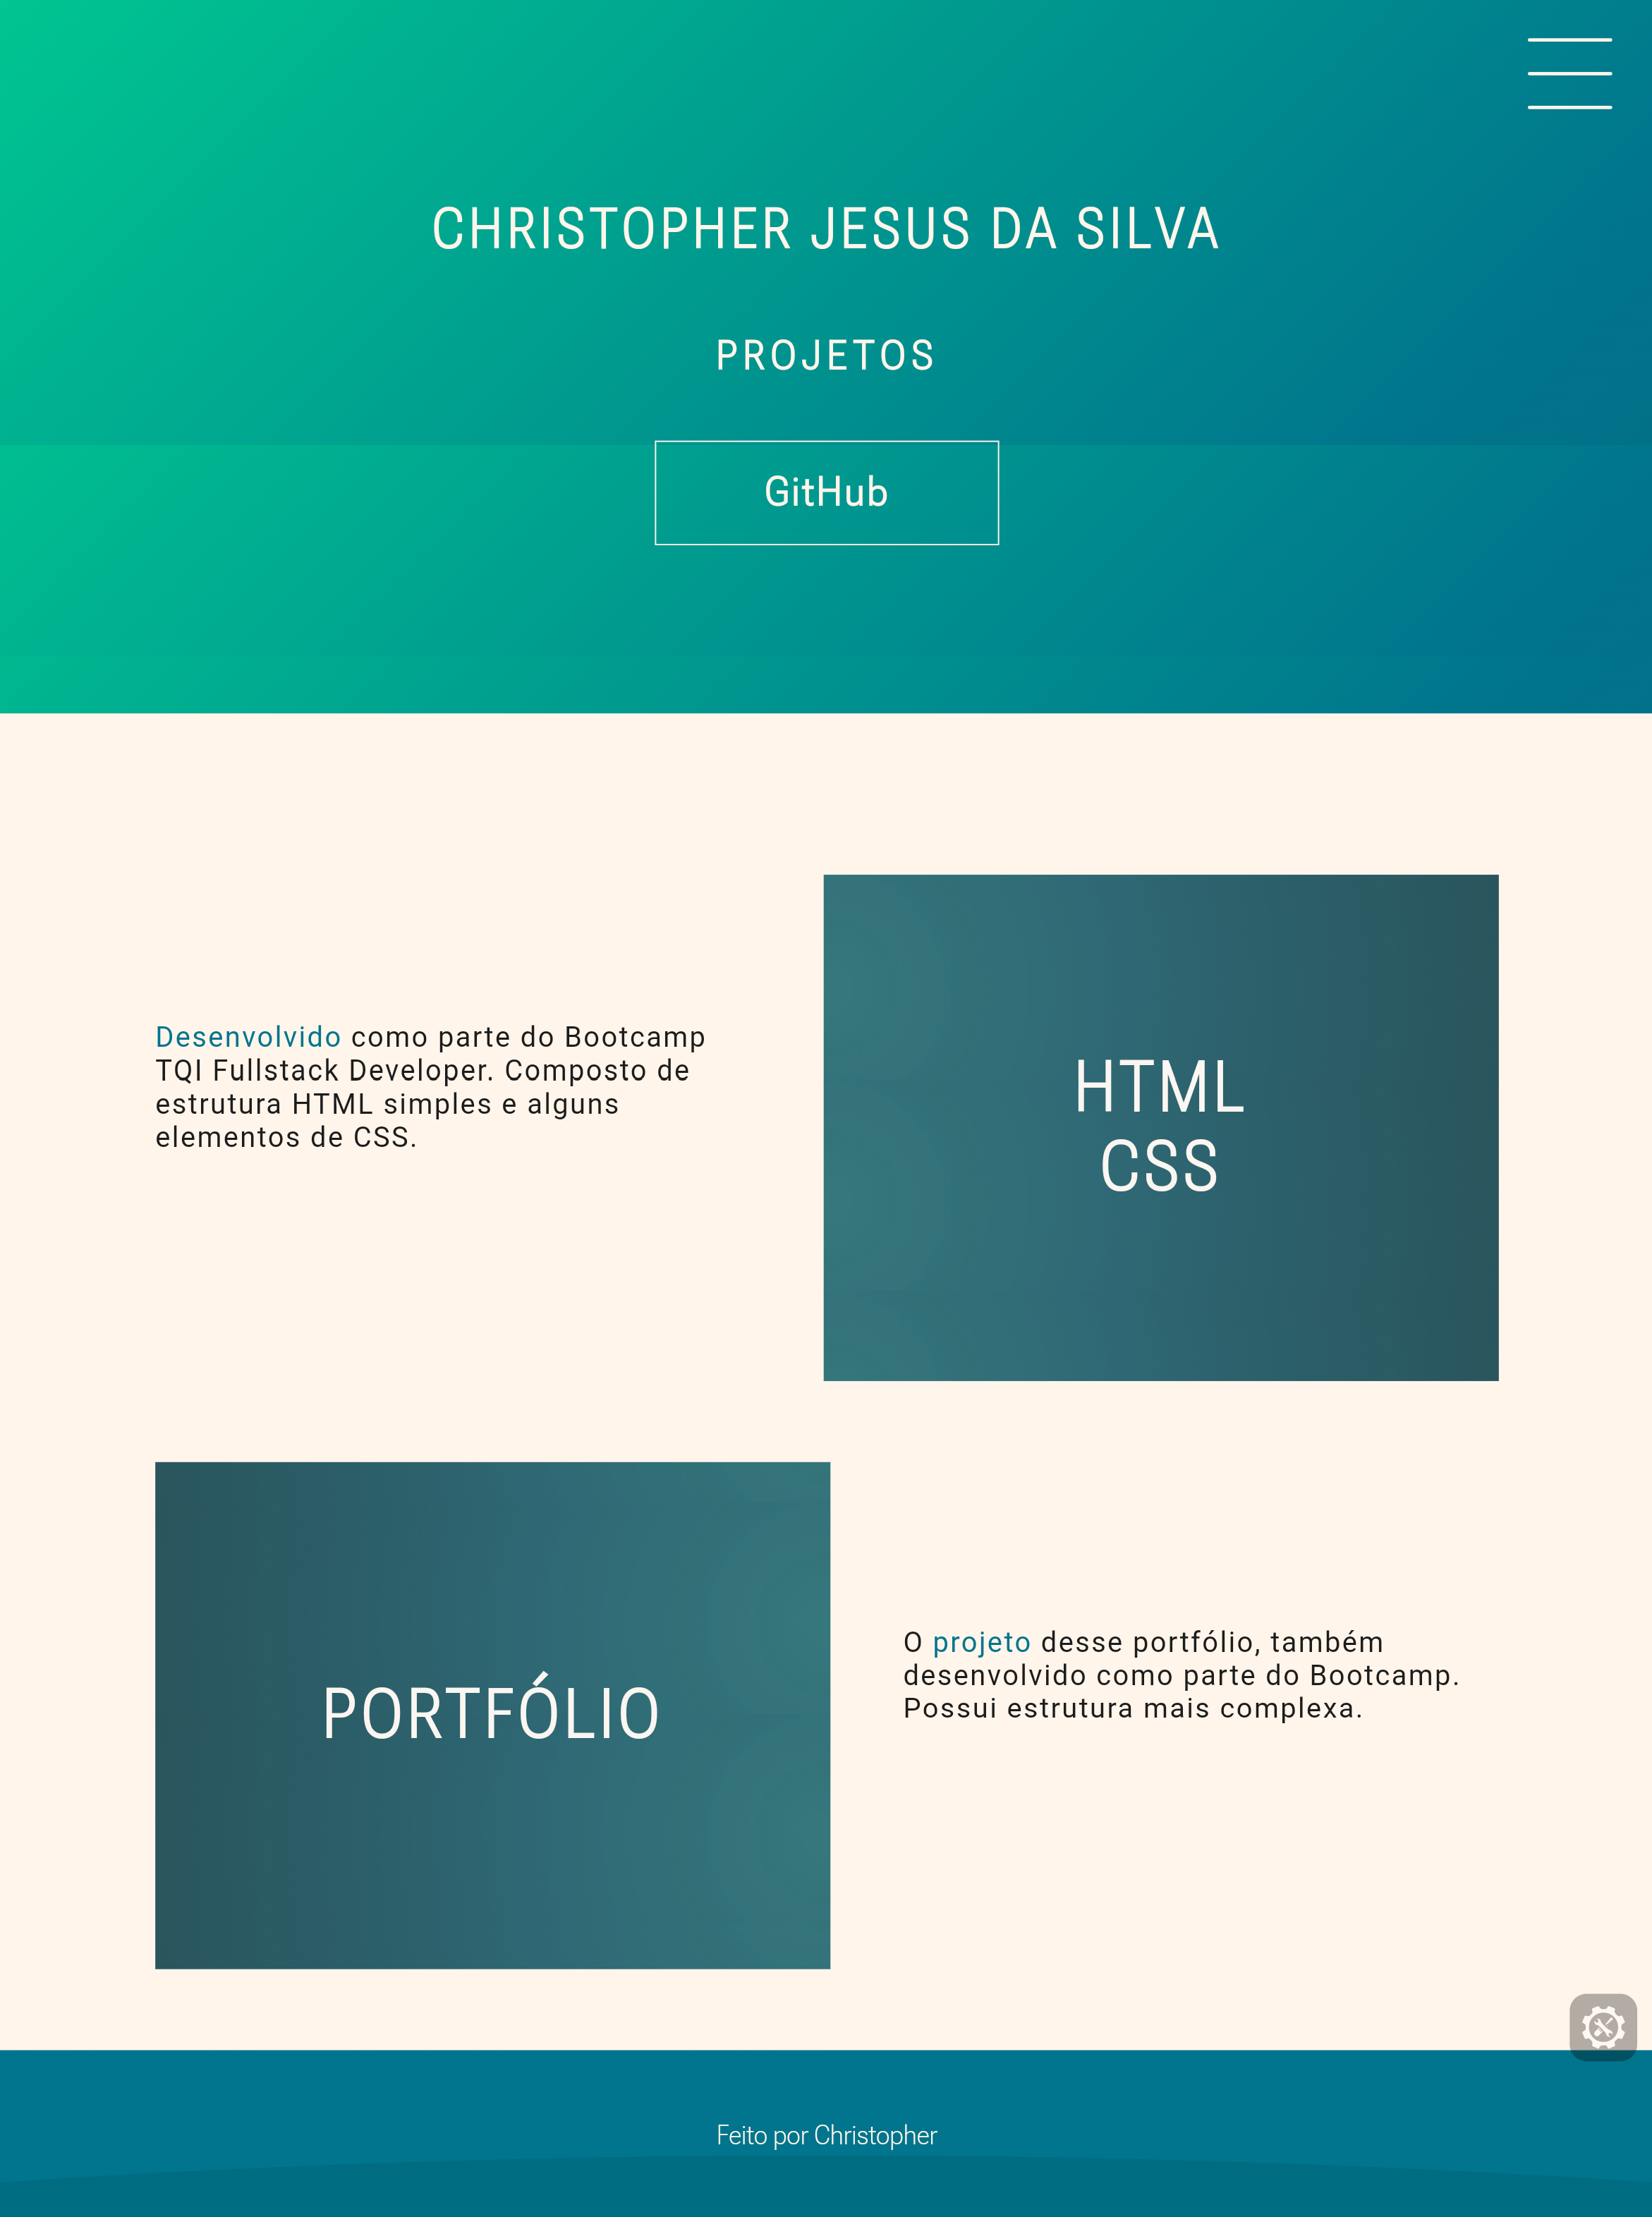 CHRISTOPHER JESUS DA SILVA
PROJETOS
GitHub
Desenvolvido como parte do Bootcamp
TQI Fullstack Developer. Composto de
estrutura HTML simples e alguns
elementos de CSS.
HTML
CSS
PORTFÓLIO
O projeto desse portfólio, também
desenvolvido como parte do Bootcamp.
Possui estrutura mais complexa.
Feito por Christopher